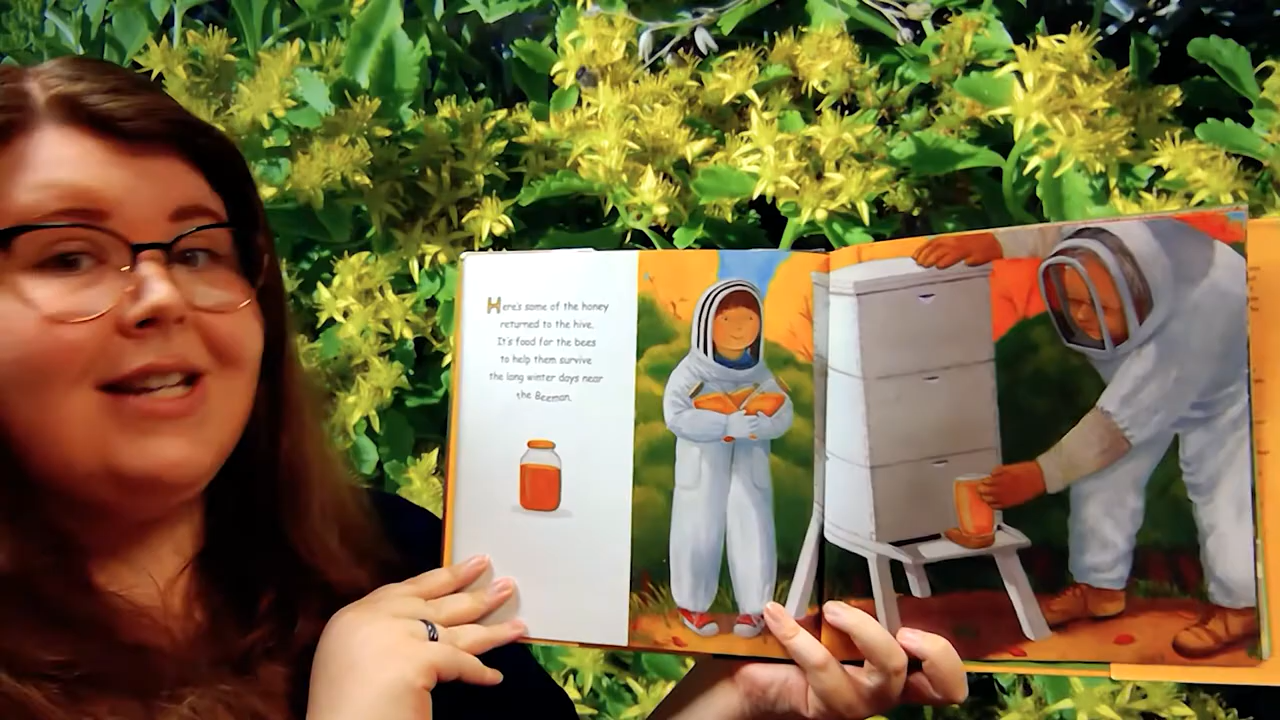 Here's some of the honey
returned to the hive.
It's food for the bees
to help them survive
the long winter days near
the Beeman.